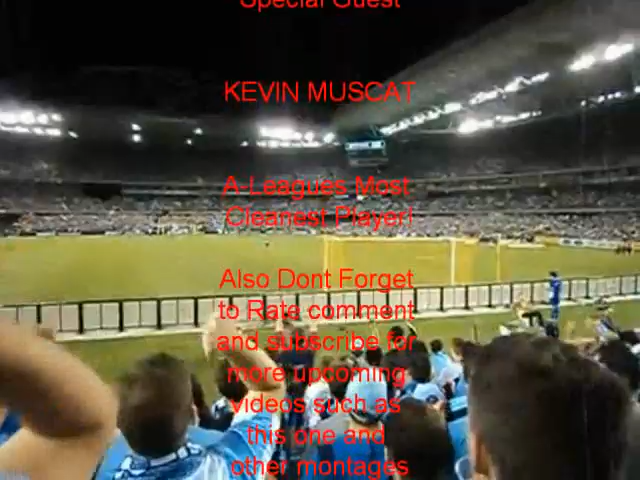 Special Guest
KEVIN MUSCAT
A-Leagues Most
Cleanest Player!
Also Dont Forget
to Rate comment
and subscribe for
more upcoming
videos such as
this one and
other montages